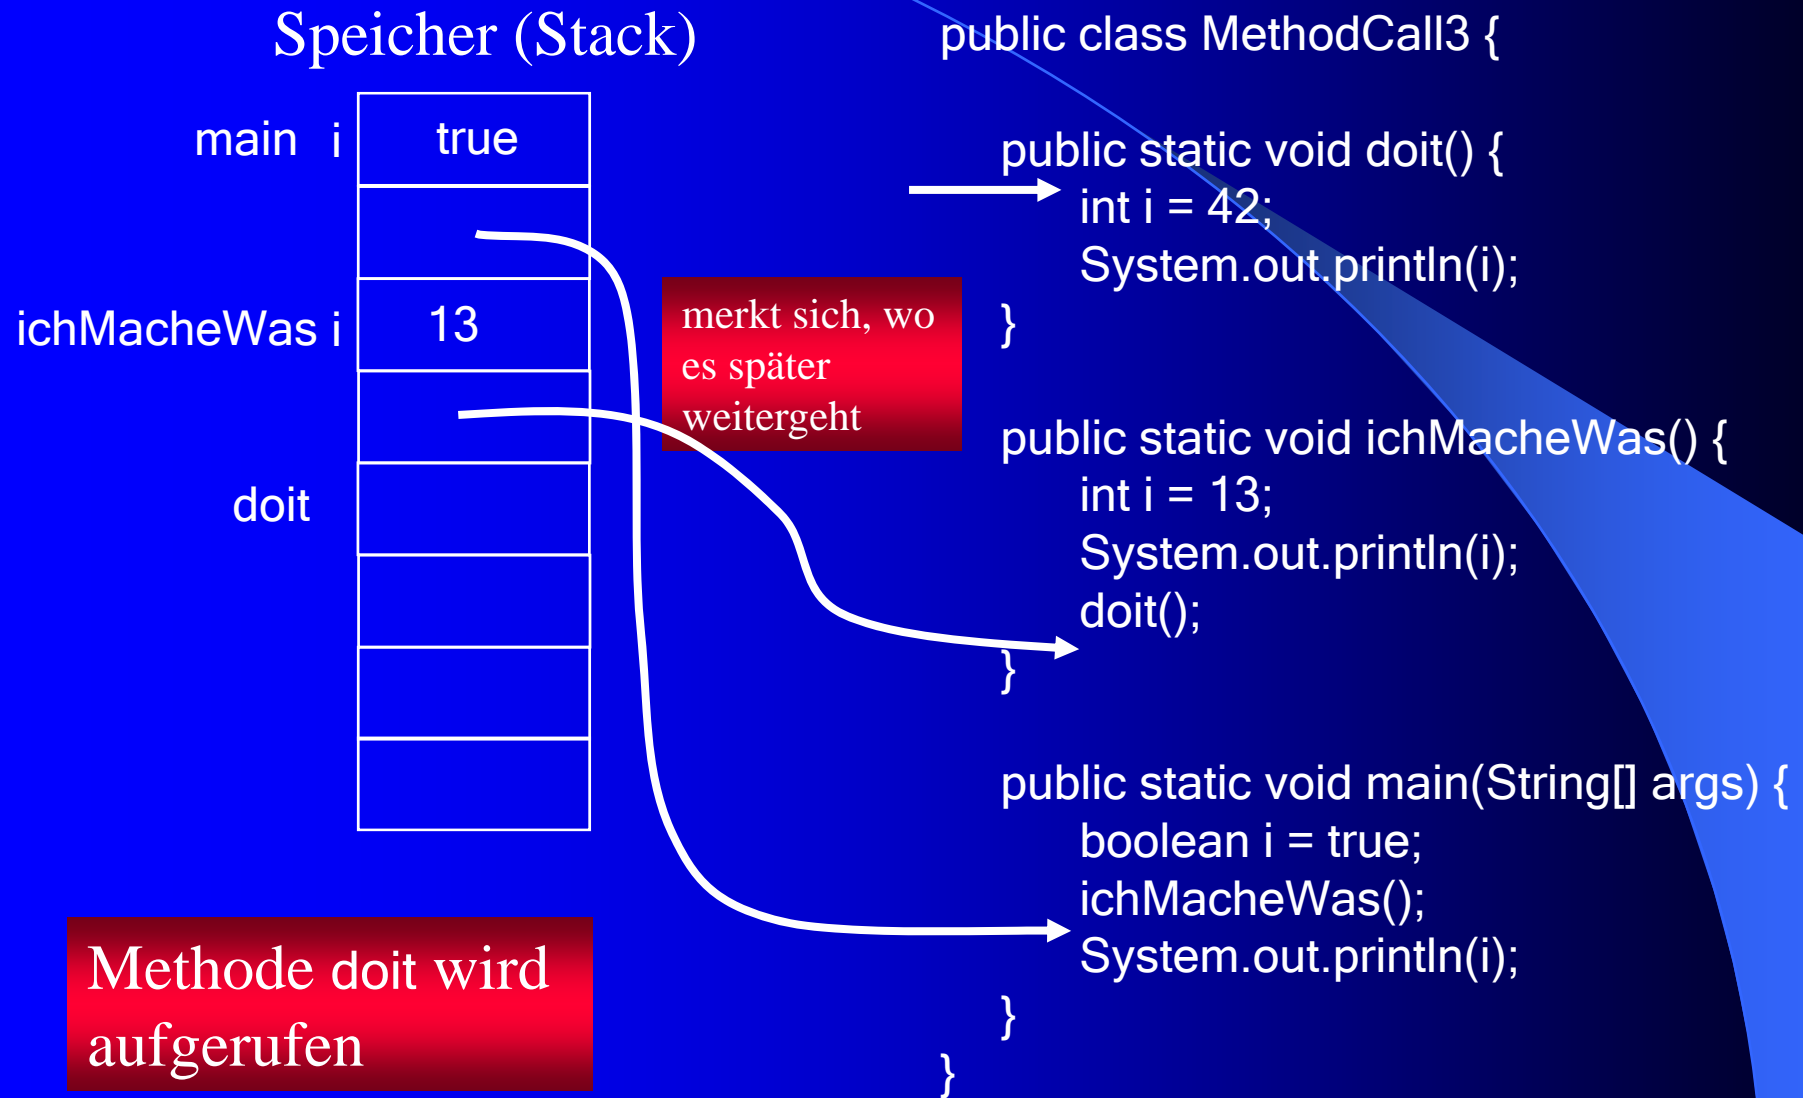 Speicher (Stack)
main i true
ichMacheWas i 13
doit
merkt sich, wo
es später
weitergeht
Methode doit wird
aufgerufen
public class MethodCall3 {
public static void doit() {
int i = 42;
System.out.println(i);
}
public static void ichMacheWas() {
int i = 13;
System.out.println(i);
doit();
}
public static void main(String[] args) {
boolean i = true;
ichMacheWas();
System.out.println(i);
}
}